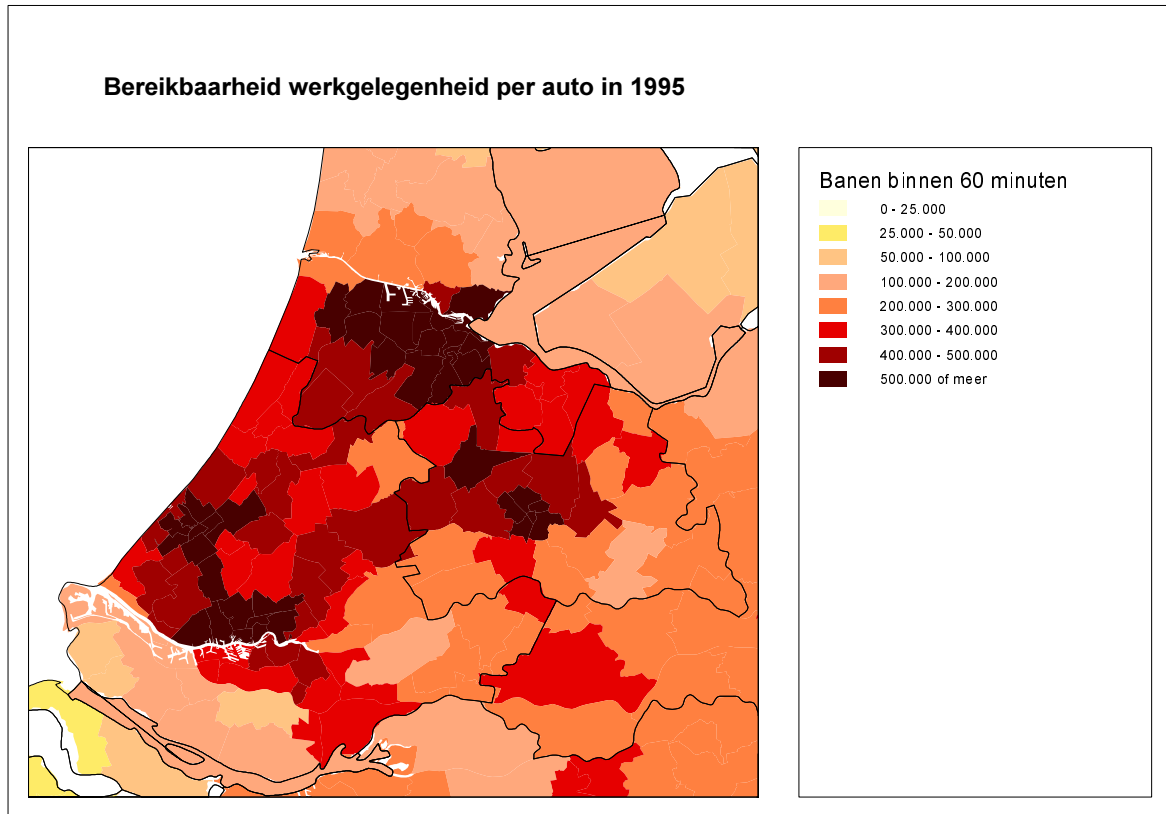 Bereikbaarheid werkgelegenheid per auto in 1995
Banen binnen 60 minuten
0 - 25.000
25.000 - 50.000
50.000 - 100.000
100.000 - 200.000
200.000 - 300.000
300.000 - 400.000
400.000 - 500.000
500.000 of meer